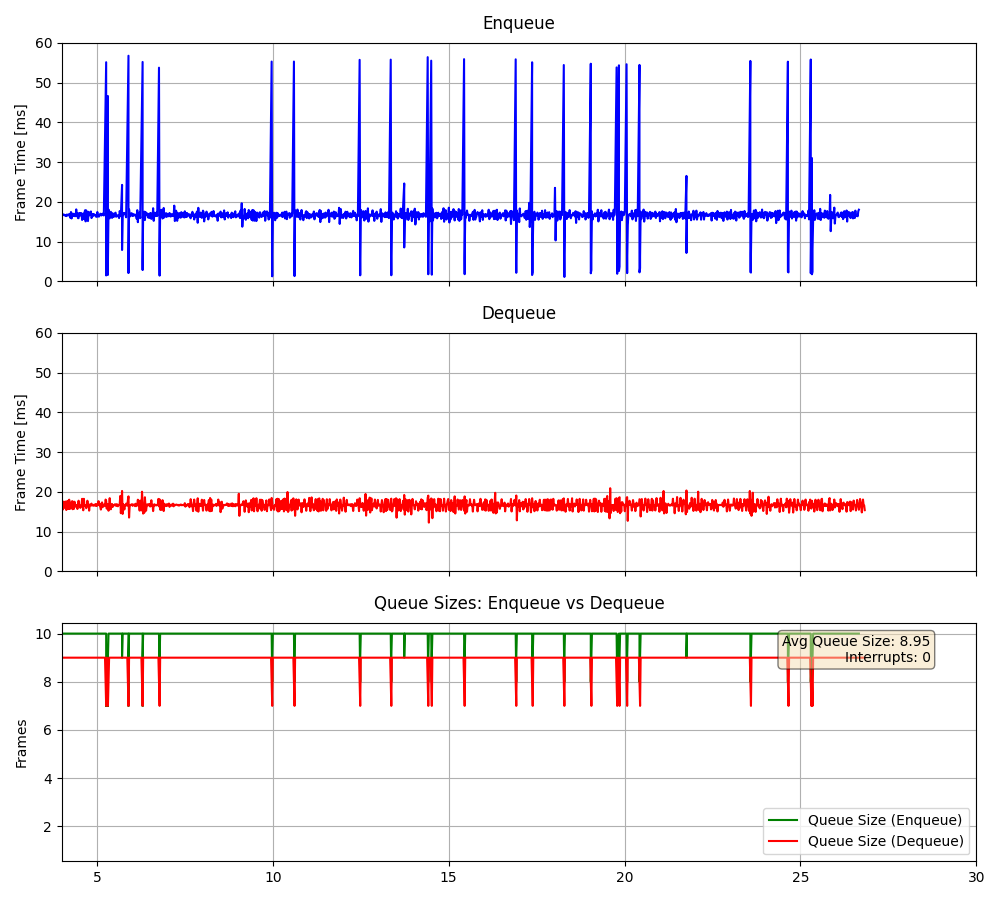 Enqueue
Frame Time [ms]
60
50
40
30
20
10
0
Dequeue
Frame Time [ms]
60
50
40
30
20
10
0
Queue Sizes: Enqueue vs Dequeue
Frames
10
8
6
4
2
Avg Queue Size: 8.95
Interrupts: 0
Queue Size (Enqueue)
Queue Size (Dequeue)
5 10 15 20 25 30